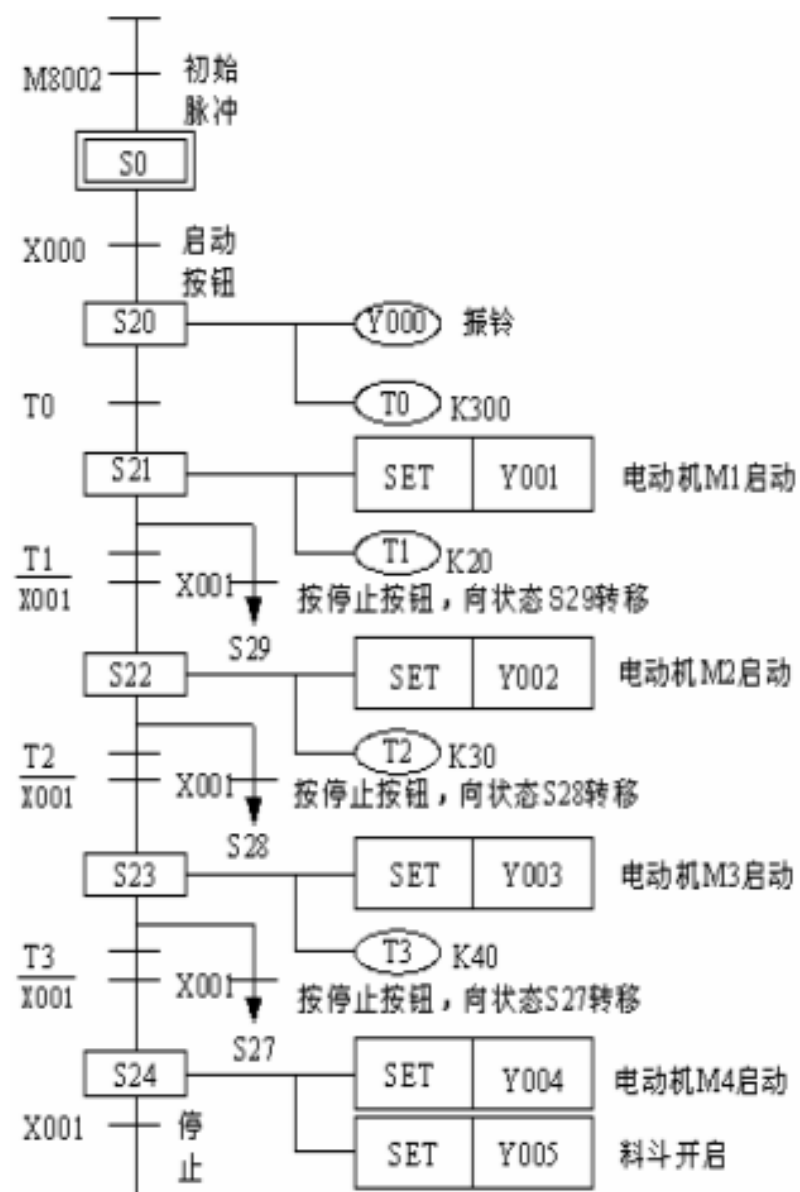 M8002 初始
脉冲
S0
X000 启动
按钮
S20 Y000 振铃
T0 T0 K300
S21 SET Y001 电动机M1启动
T1 T1 K20
X001 X001 按停止按钮，向状态S29转移
S29
S22 SET Y002 电动机M2启动
T2 T2 K30
X001 X001 按停止按钮，向状态S28转移
S28
S23 SET Y003 电动机M3启动
T3 T3 K40
X001 X001 按停止按钮，向状态S27转移
S27
S24 SET Y004 电动机M4启动
X001 停
止
SET Y005 料斗开启